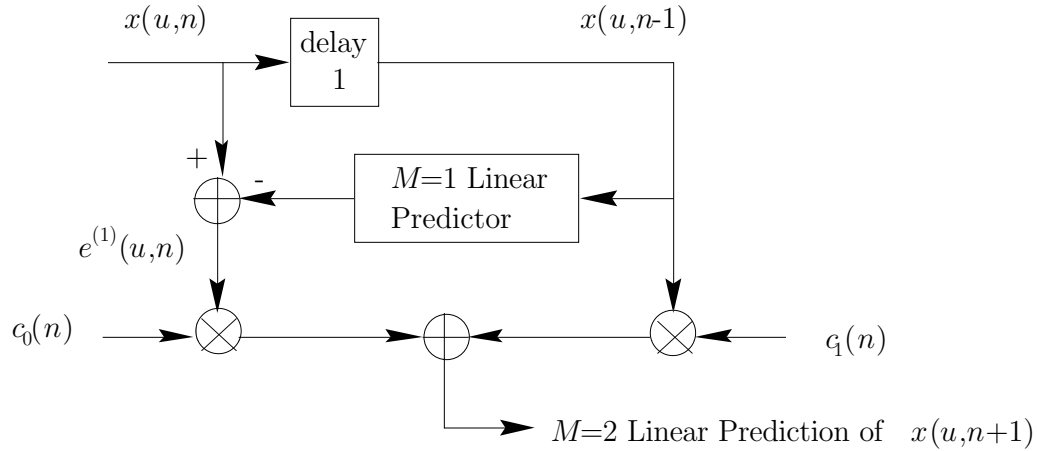 x(u,n)
x(u,n-1)
delay
1
+
-
M=1 Linear
Predictor
e^{(1)}(u,n)
c_0(n)
c_1(n)
M=2 Linear Prediction of x(u,n+1)